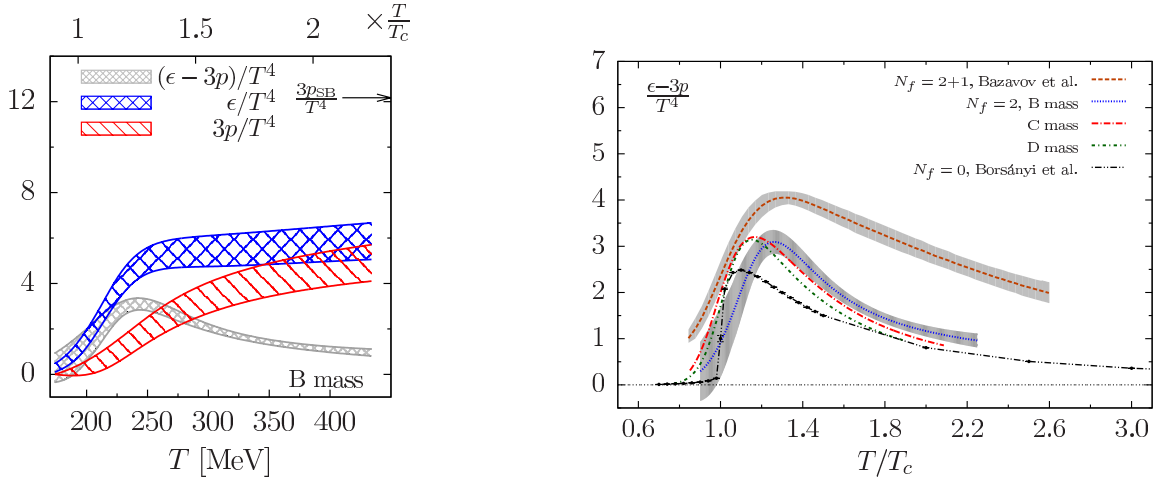 1 1.5 2 × T/T_c
(ϵ − 3p)/T^4
ϵ/T^4
3p/T^4
3p_SB/T^4
12
8
4
0
B mass
200 250 300 350 400
T [MeV]
7
6
5
4
3
2
1
0
ϵ−3p/T^4
N_f = 2+1, Bazavov et al.
N_f = 2, B mass
C mass
D mass
N_f = 0, Borsányi et al.
0.6 1.0 1.4 1.8 2.2 2.6 3.0
T/T_c